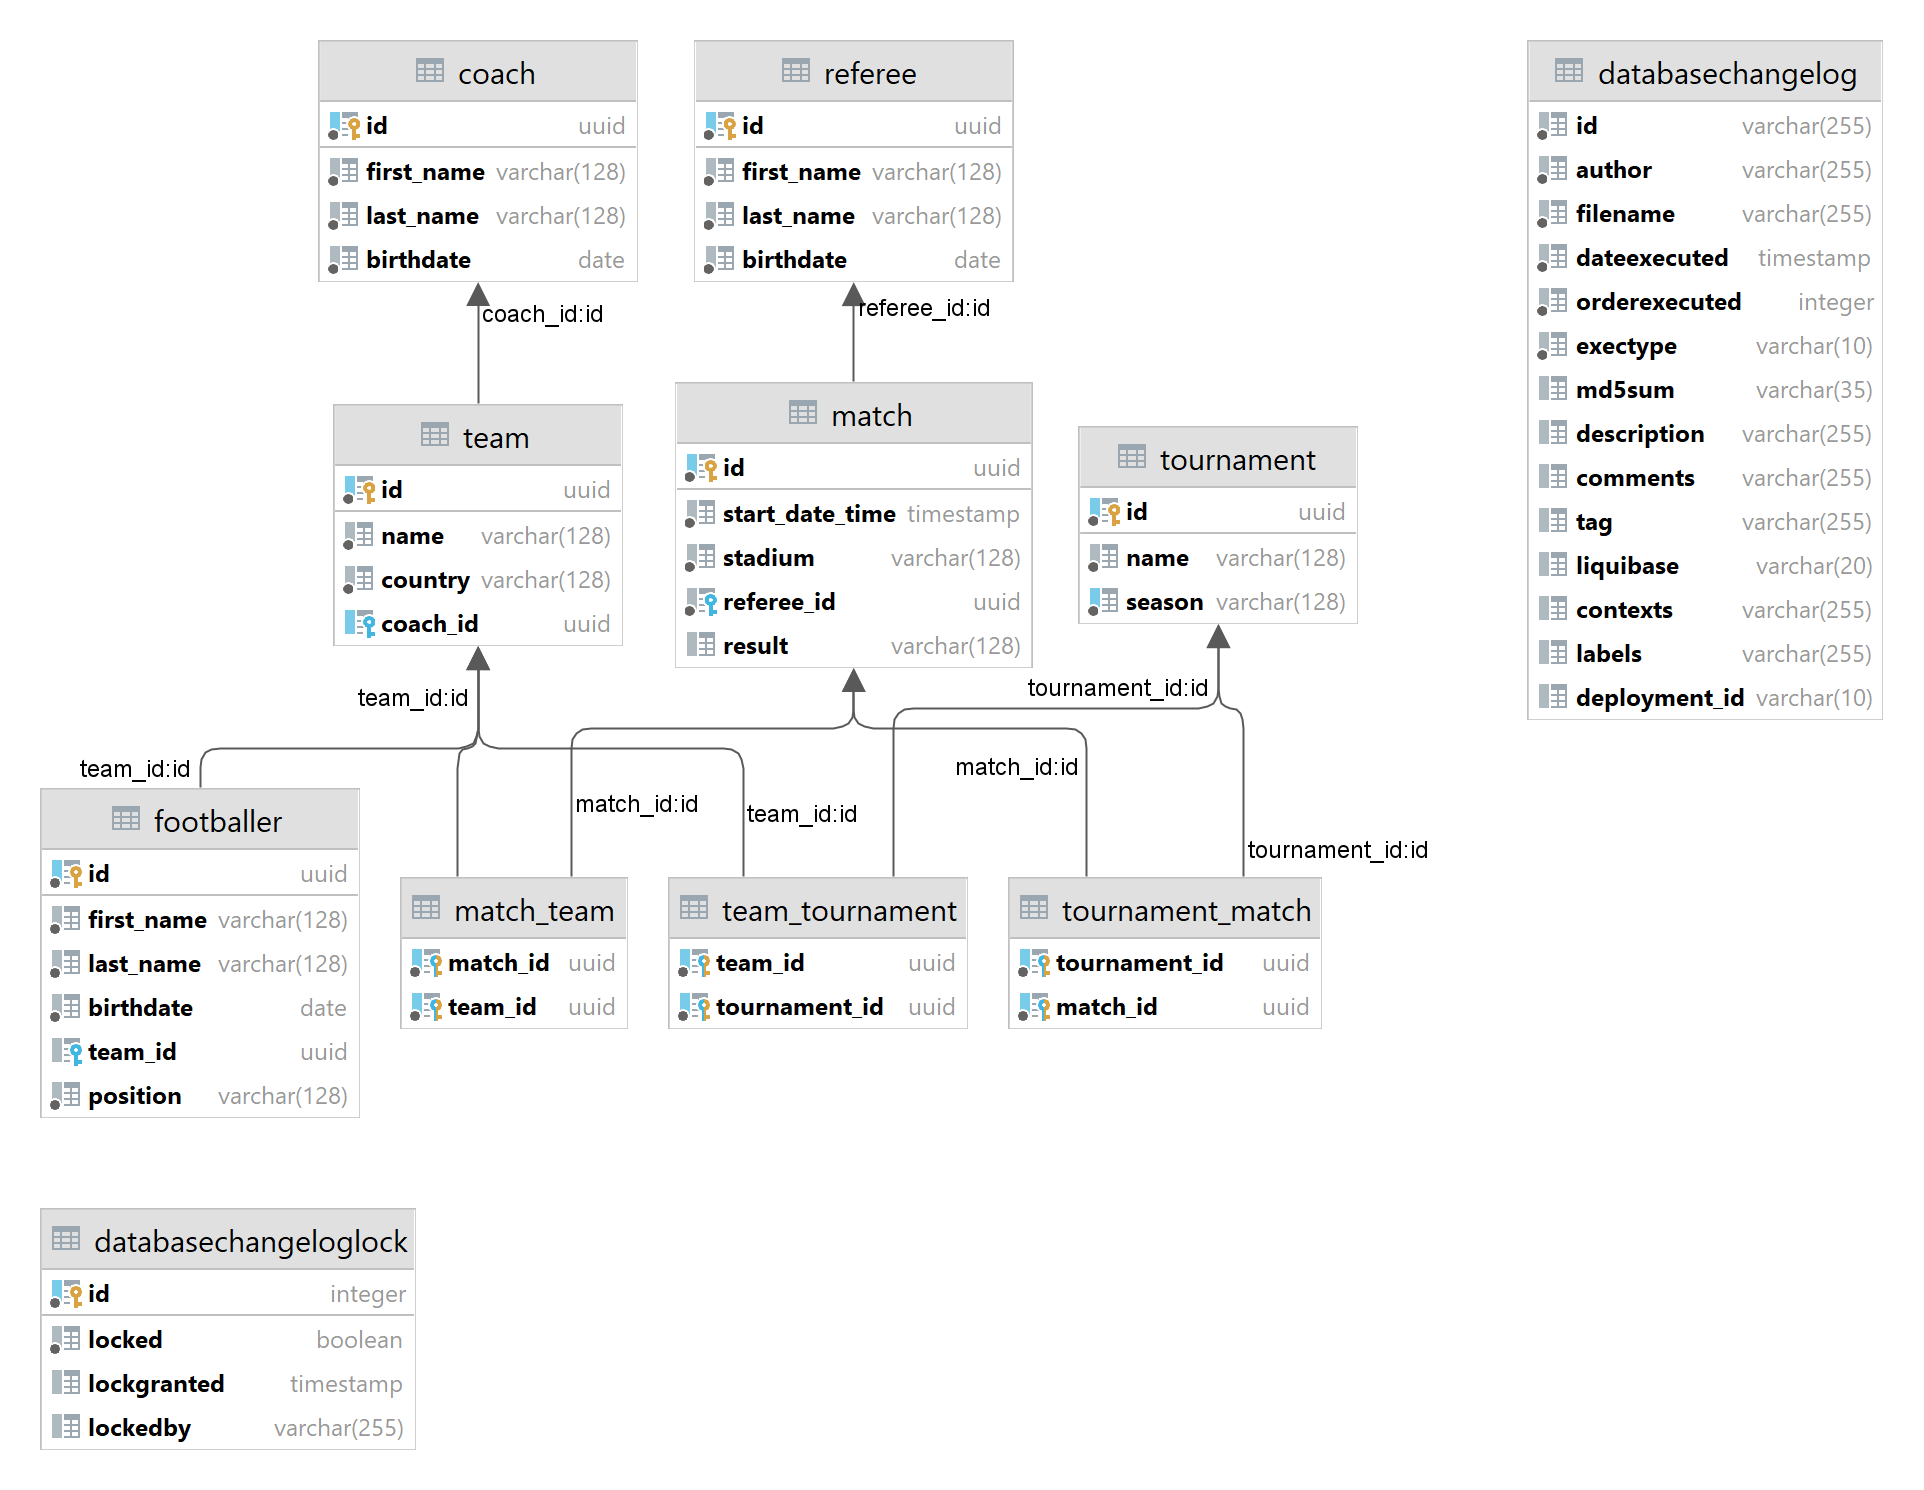 coach
id uuid
first_name varchar(128)
last_name varchar(128)
birthdate date
referee
id uuid
first_name varchar(128)
last_name varchar(128)
birthdate date
databasechangelog
id varchar(255)
author varchar(255)
filename varchar(255)
dateexecuted timestamp
orderexecuted integer
exectype varchar(10)
md5sum varchar(35)
description varchar(255)
comments varchar(255)
tag varchar(255)
liquibase varchar(20)
contexts varchar(255)
labels varchar(255)
deployment_id varchar(10)
coach_id:id
referee_id:id
team
id uuid
name varchar(128)
country varchar(128)
coach_id uuid
match
id uuid
start_date_time timestamp
stadium varchar(128)
referee_id uuid
result varchar(128)
tournament
id uuid
name varchar(128)
season varchar(128)
team_id:id
tournament_id:id
team_id:id
match_id:id
match_id:id
team_id:id
tournament_id:id
footballer
id uuid
first_name varchar(128)
last_name varchar(128)
birthdate date
team_id uuid
position varchar(128)
match_team
match_id uuid
team_id uuid
team_tournament
team_id uuid
tournament_id uuid
tournament_match
tournament_id uuid
match_id uuid
databasechangeloglock
id integer
locked boolean
lockgranted timestamp
lockedby varchar(255)